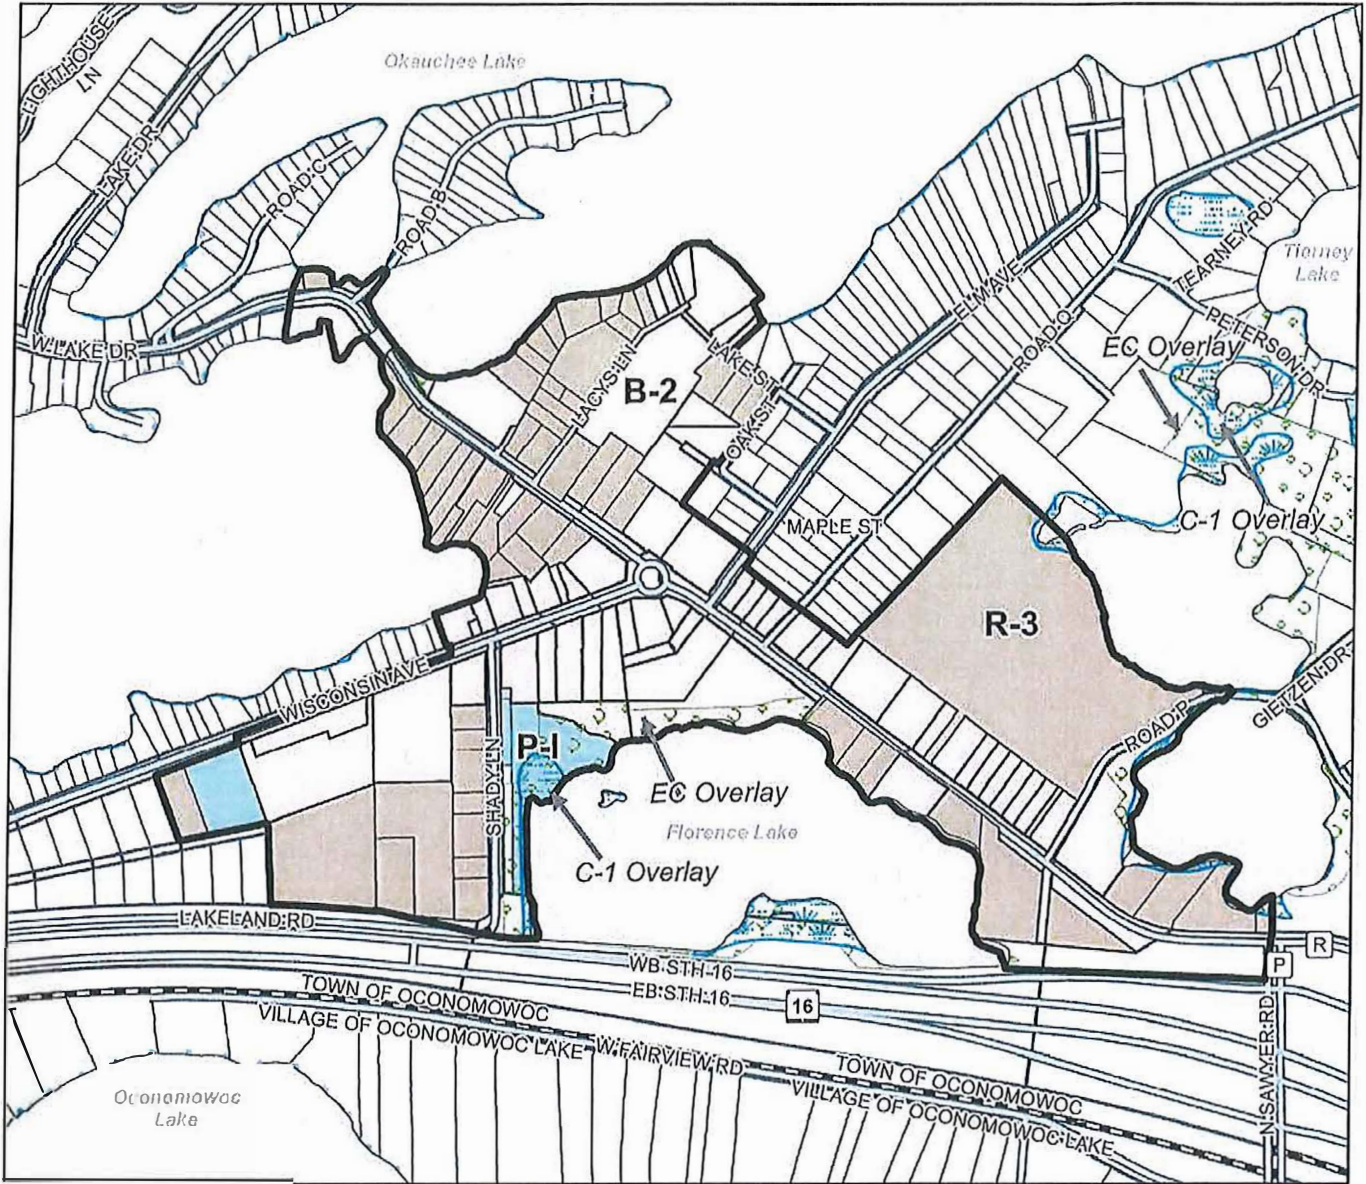 LIGHTHOUSE
LN
Okauchee Lake
LAKE DR
ROAD C
ROAD B
W LAKE DR
TEARNEY RD
Tierney
Lake
ELM AVE
ROAD O
PETERSON DR
EC Overlay
LAKE ST
LACYS LN
B-2
OAK ST
C-1 Overlay
MAPLE ST
R-3
WISCONSIN AVE
GIETZEN DR
ROAD P
P-I
SHADY LN
EC Overlay
Florence Lake
C-1 Overlay
LAKELAND RD
R
P
WB STH-16
EB STH-16
16
TOWN OF OCONOMOWOC
VILLAGE OF OCONOMOWOC LAKE
W FAIRVIEW RD
TOWN OF OCONOMOWOC
VILLAGE OF OCONOMOWOC LAKE
N SAWYER RD
Oconomowoc
Lake